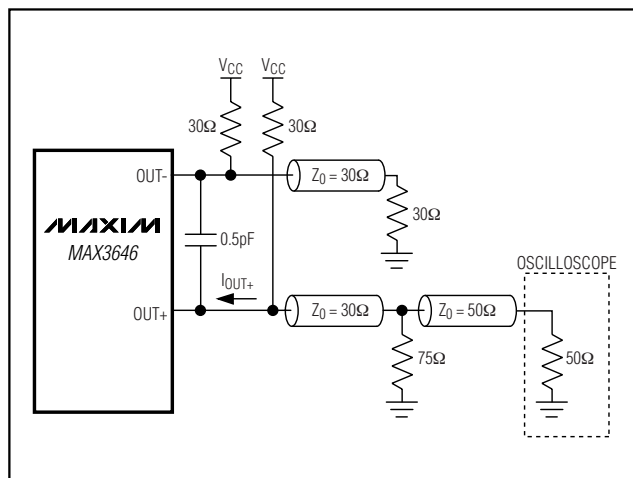 VCC VCC
30Ω 30Ω
OUT-
Z0 = 30Ω
30Ω
MAXIM
MAX3646
0.5pF
OSCILLOSCOPE
IOUT+
OUT+
Z0 = 30Ω Z0 = 50Ω
75Ω 50Ω